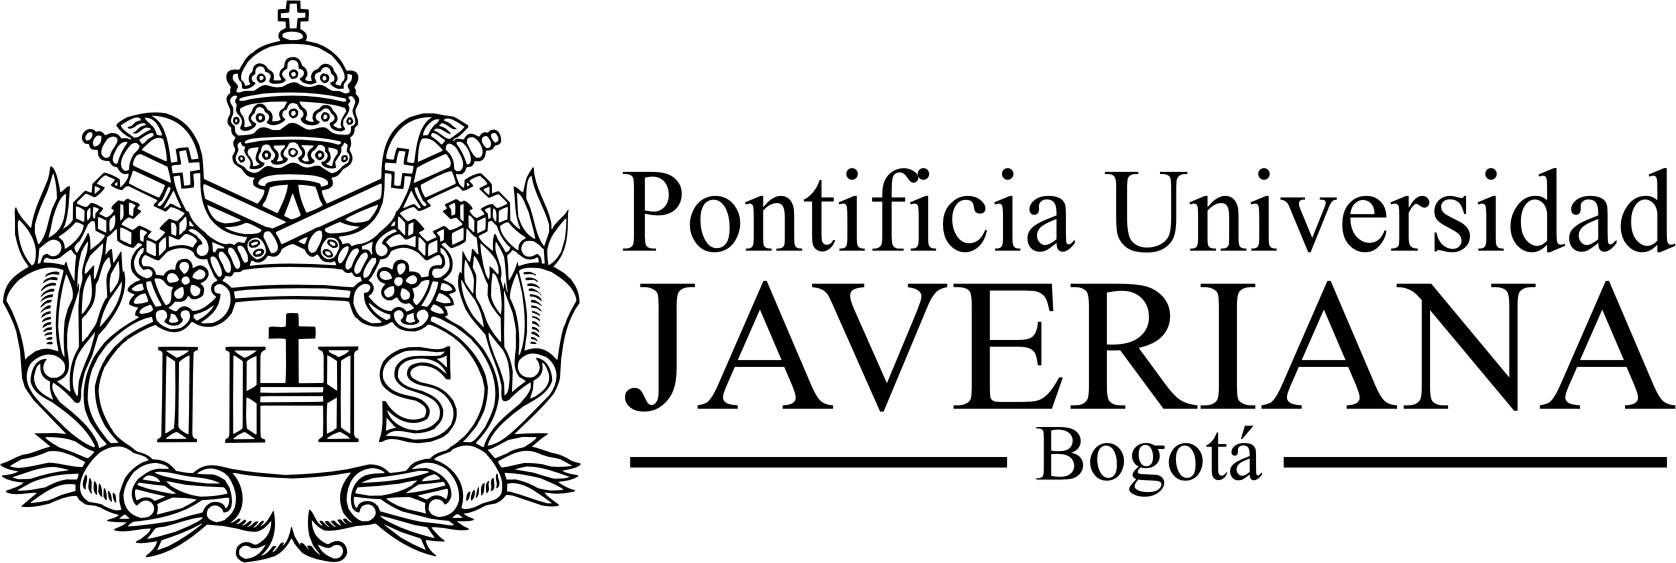 IHS
Pontificia Universidad
JAVERIANA
Bogotá